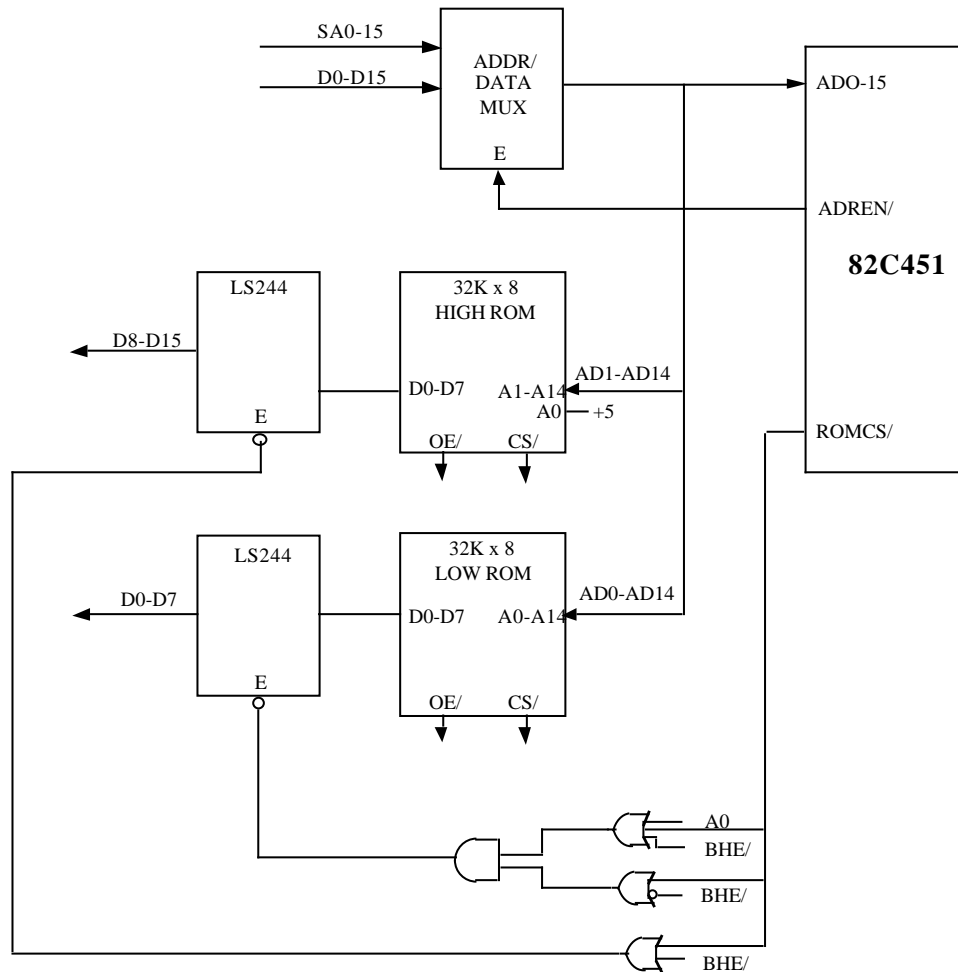 SA0-15
D0-D15
ADDR/
DATA
MUX
E
ADO-15
ADREN/
82C451
ROMCS/
LS244
D8-D15
E
32K x 8
HIGH ROM
D0-D7
A1-A14
A0
+5
AD1-AD14
OE/
CS/
LS244
D0-D7
E
32K x 8
LOW ROM
D0-D7
A0-A14
AD0-AD14
OE/
CS/
A0
BHE/
BHE/
BHE/